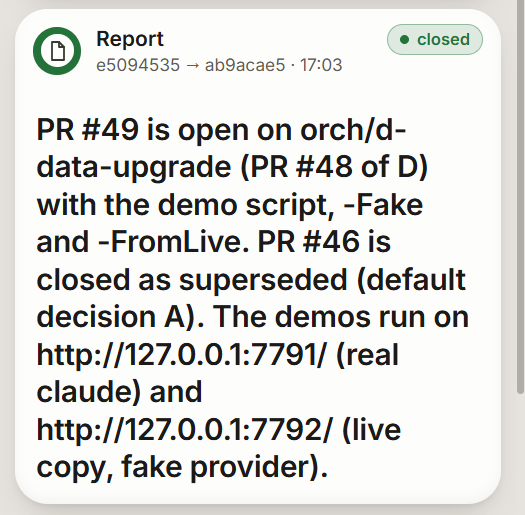 Report
closed
e5094535 → ab9acae5 · 17:03
PR #49 is open on orch/d-
data-upgrade (PR #48 of D)
with the demo script, -Fake
and -FromLive. PR #46 is
closed as superseded (default
decision A). The demos run on
http://127.0.0.1:7791/ (real
claude) and
http://127.0.0.1:7792/ (live
copy, fake provider).